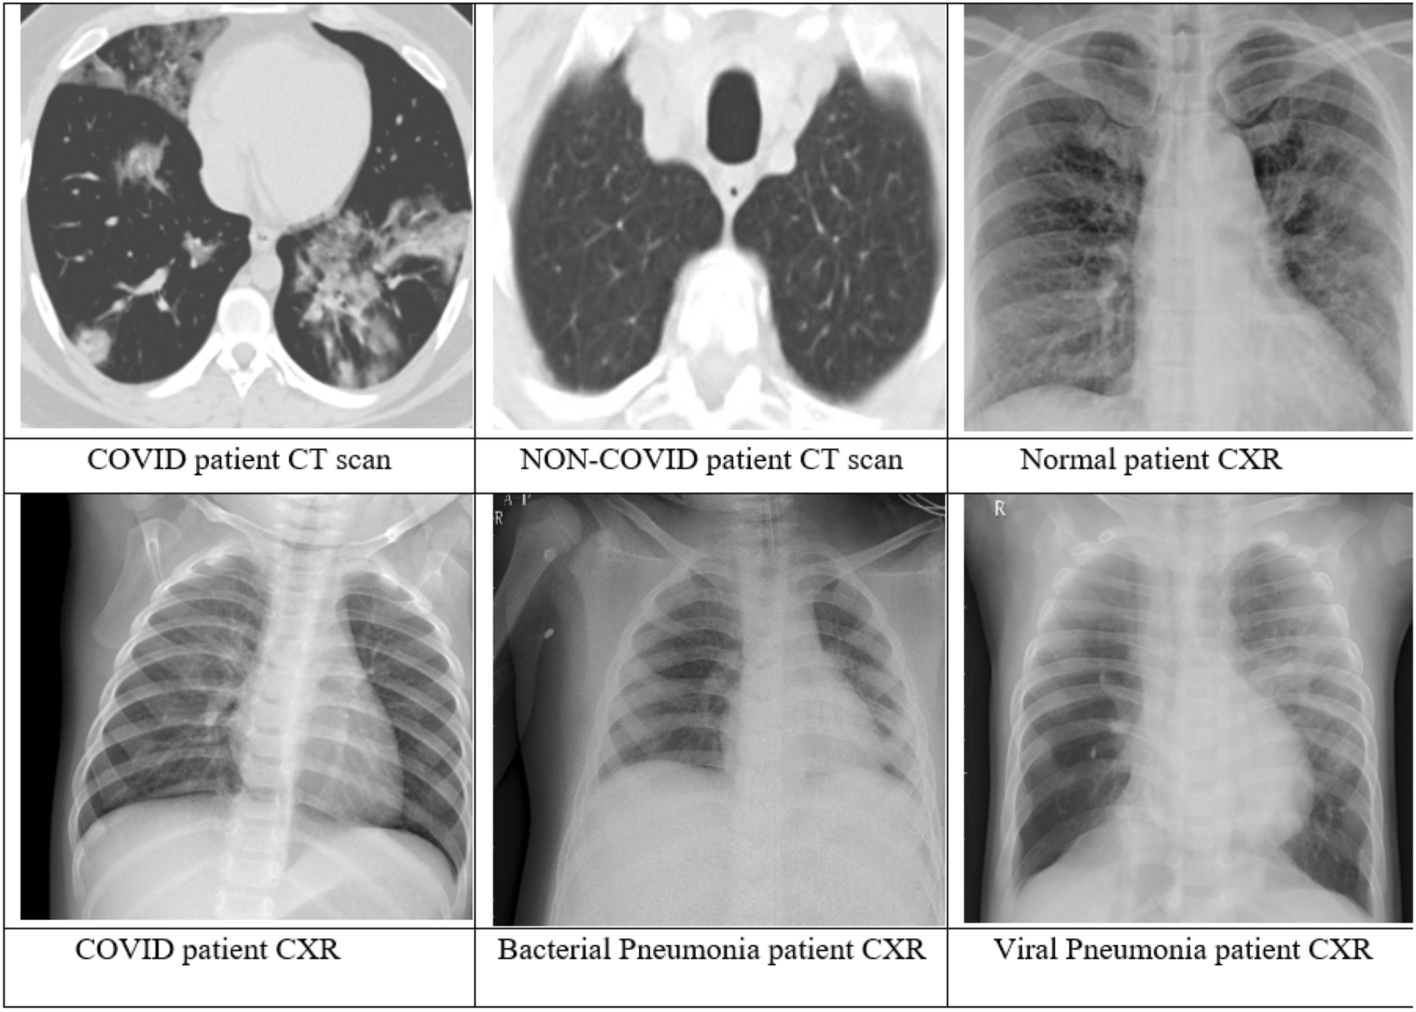 COVID patient CT scan
NON-COVID patient CT scan
Normal patient CXR
A P
R
R
COVID patient CXR
Bacterial Pneumonia patient CXR
Viral Pneumonia patient CXR